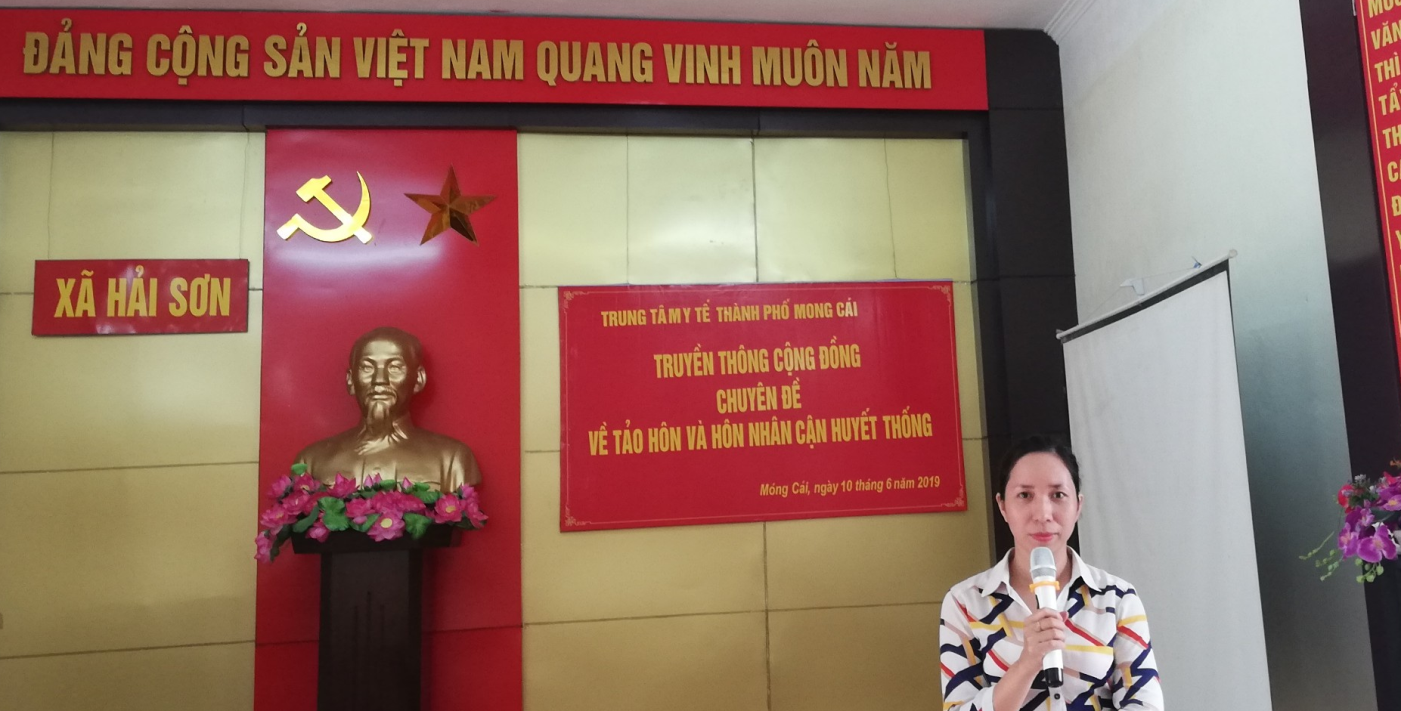 ĐẢNG CỘNG SẢN VIỆT NAM QUANG VINH MUÔN NĂM
XÃ HẢI SƠN
TRUNG TÂM Y TẾ THÀNH PHỐ MONG CÁI
TRUYỀN THÔNG CỘNG ĐỒNG
CHUYÊN ĐỀ
VỀ TẢO HÔN VÀ HÔN NHÂN CẬN HUYẾT THỐNG
Móng Cái, ngày 10 tháng 6 năm 2019
VĂN
THÌ